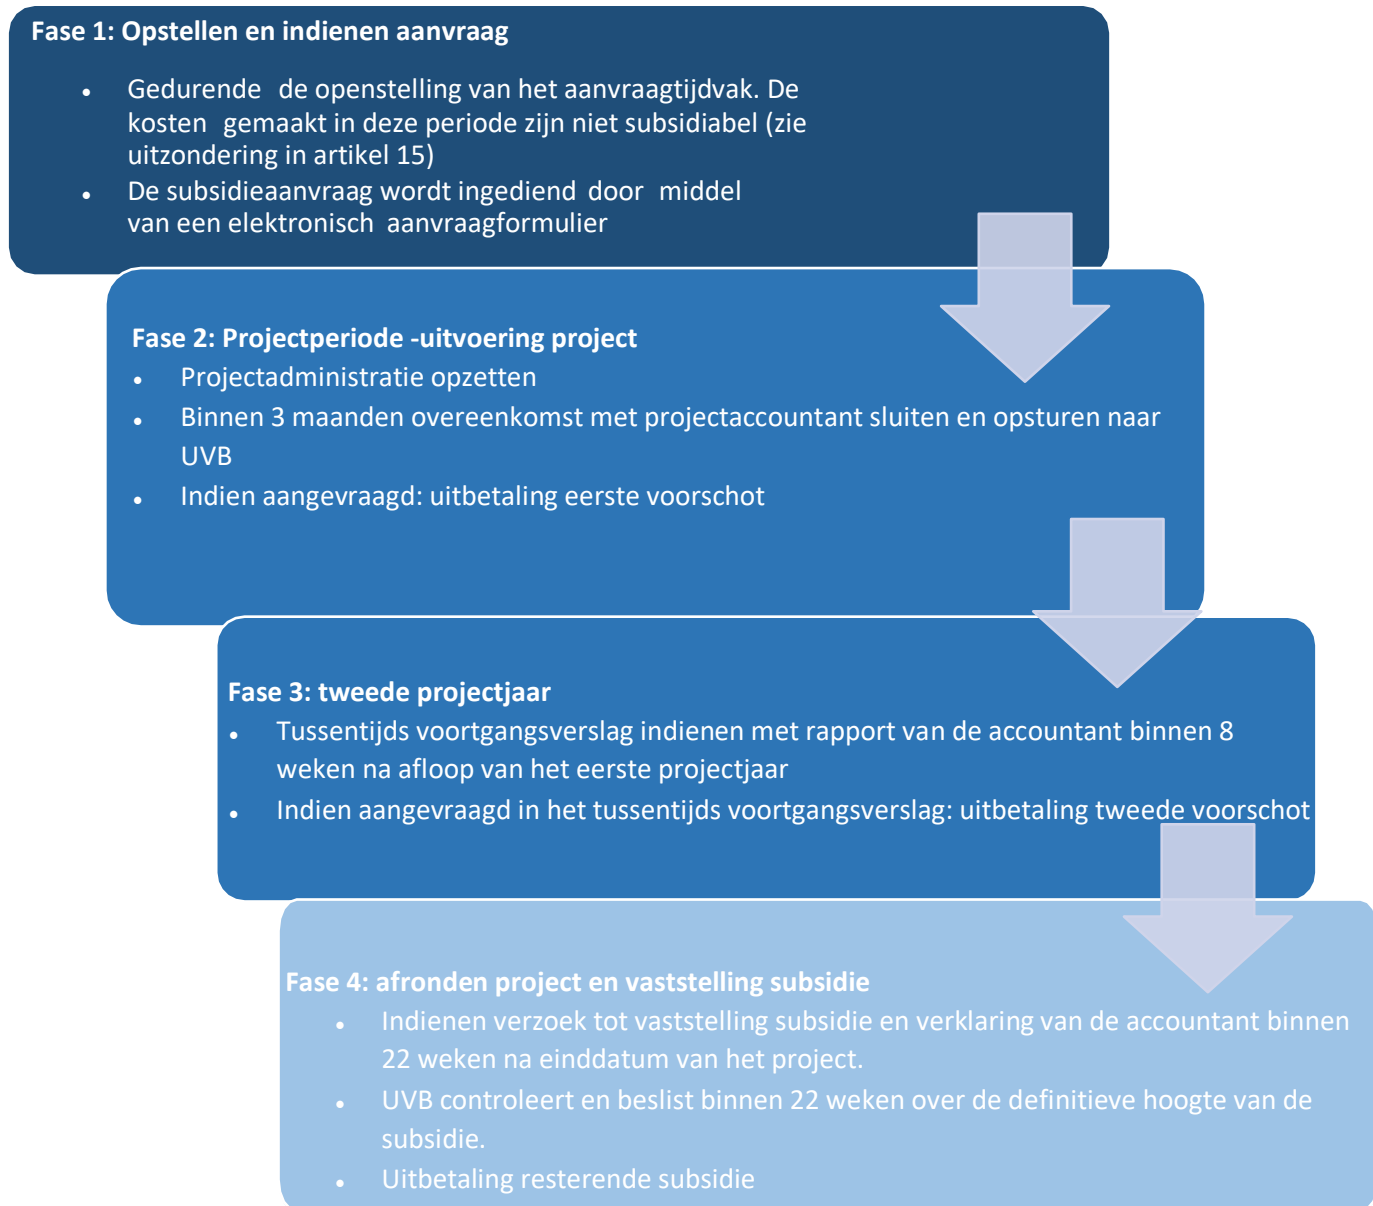 Fase 1: Opstellen en indienen aanvraag
• Gedurende de openstelling van het aanvraagtijdvak. De
kosten gemaakt in deze periode zijn niet subsidiabel (zie
uitzondering in artikel 15)
• De subsidieaanvraag wordt ingediend door middel
van een elektronisch aanvraagformulier
Fase 2: Projectperiode -uitvoering project
• Projectadministratie opzetten
• Binnen 3 maanden overeenkomst met projectaccountant sluiten en opsturen naar
UVB
• Indien aangevraagd: uitbetaling eerste voorschot
Fase 3: tweede projectjaar
• Tussentijds voortgangsverslag indienen met rapport van de accountant binnen 8
weken na afloop van het eerste projectjaar
• Indien aangevraagd in het tussentijds voortgangsverslag: uitbetaling tweede voorschot
Fase 4: afronden project en vaststelling subsidie
• Indienen verzoek tot vaststelling subsidie en verklaring van de accountant binnen
22 weken na einddatum van het project.
• UVB controleert en beslist binnen 22 weken over de definitieve hoogte van de
subsidie.
• Uitbetaling resterende subsidie